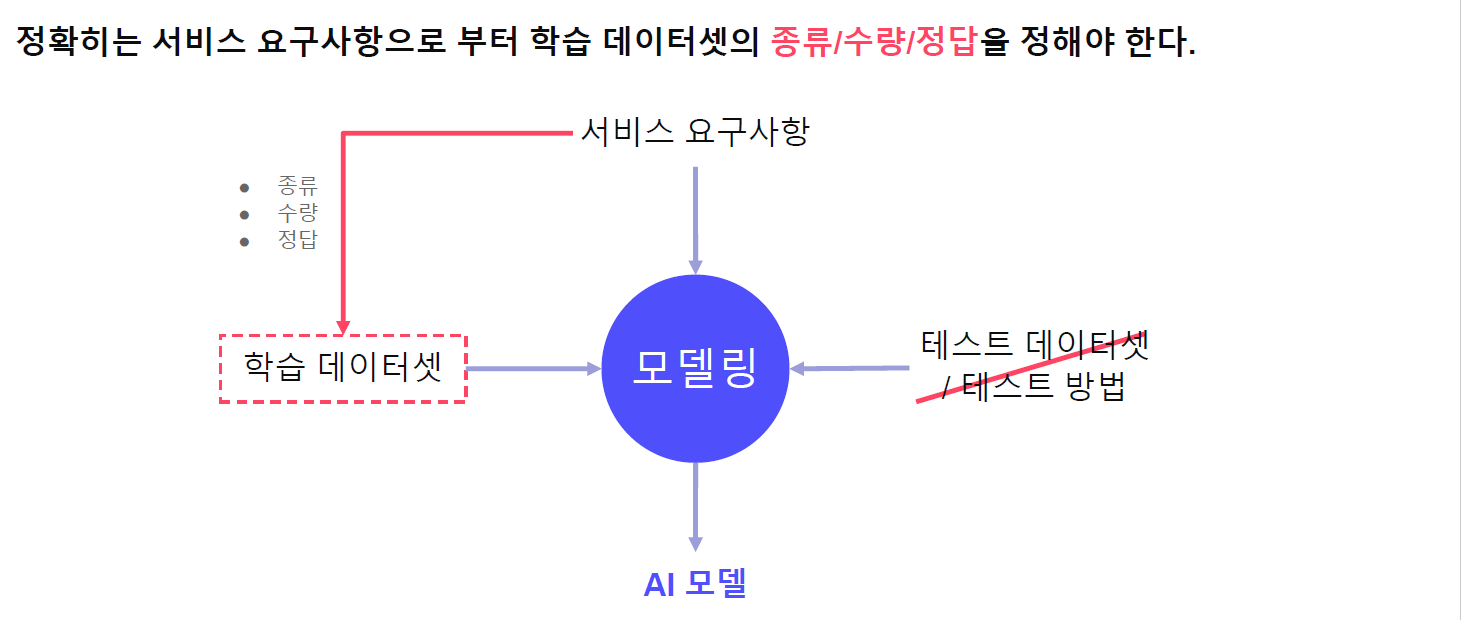 정확히는 서비스 요구사항으로 부터 학습 데이터셋의 종류/수량/정답을 정해야 한다.
서비스 요구사항
● 종류
● 수량
● 정답
학습 데이터셋
모델링
테스트 데이터셋
/ 테스트 방법
AI 모델